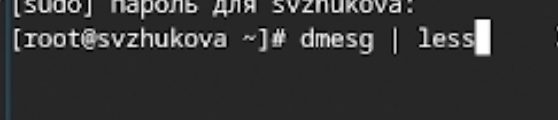 [sudo] пароль для svzhukova:
[root@svzhukova ~]# dmesg | less